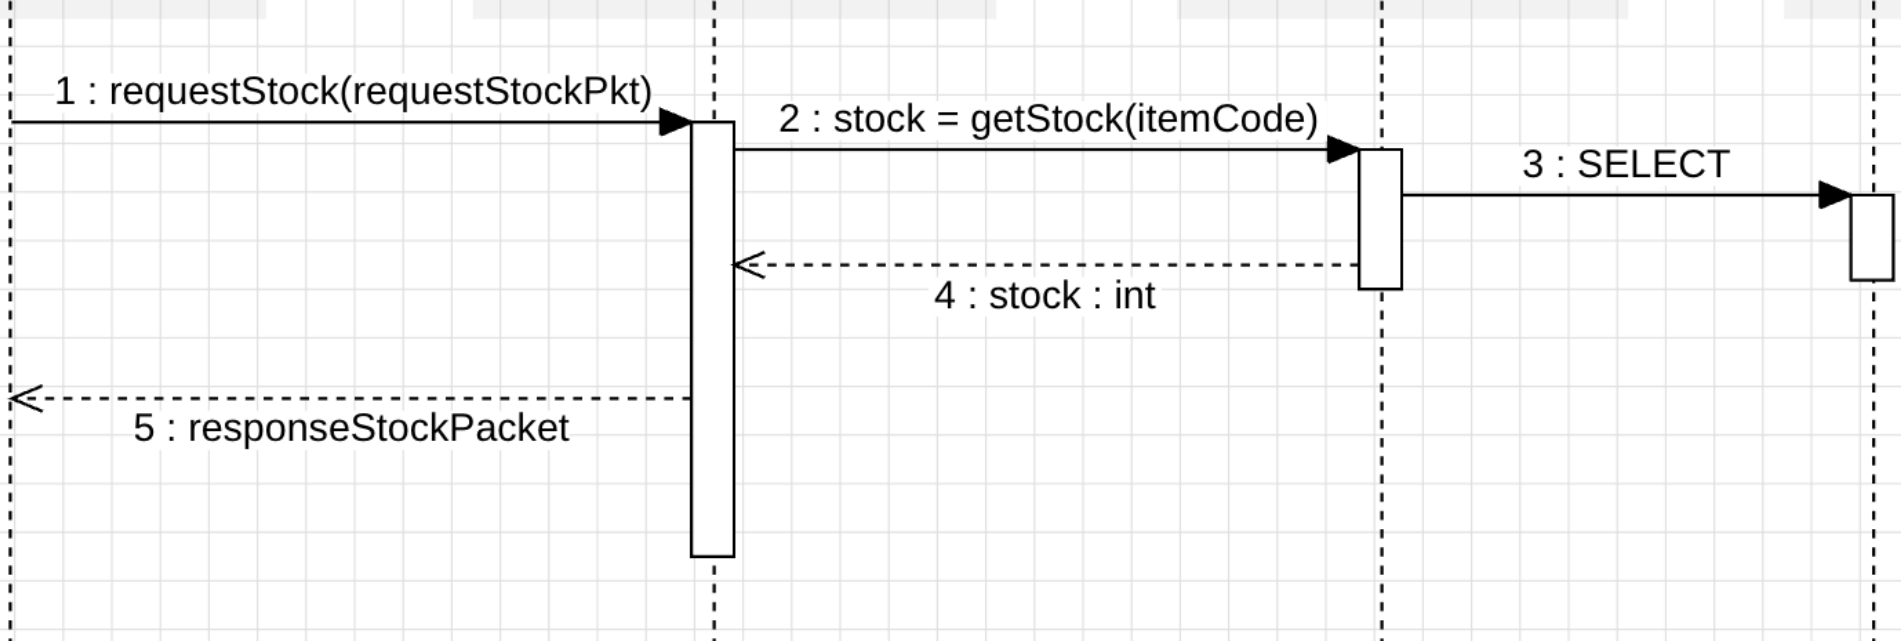 1 : requestStock(requestStockPkt)
2 : stock = getStock(itemCode)
3 : SELECT
4 : stock : int
5 : responseStockPacket